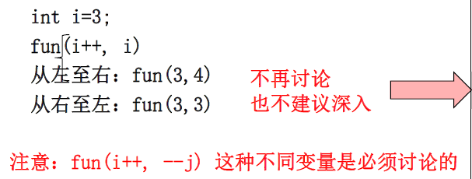 int i=3;
fun(i++, i)
从左至右：fun(3,4)
从右至左：fun(3,3)
不再讨论
也不建议深入
注意：fun(i++, --j) 这种不同变量是必须讨论的